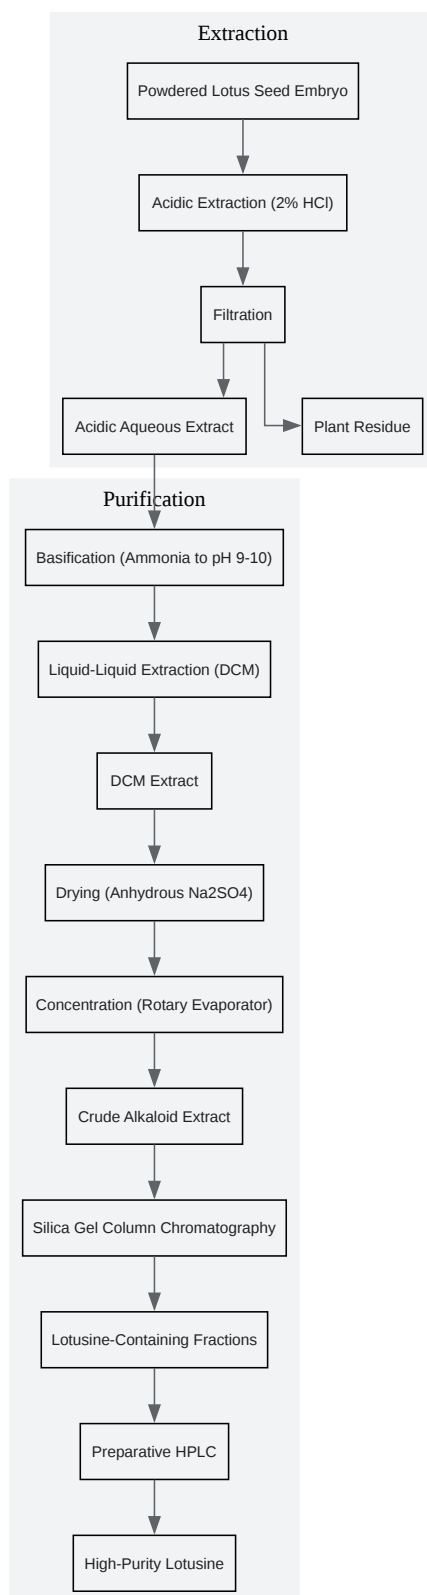 Extraction
Powdered Lotus Seed Embryo
Acidic Extraction (2% HCl)
Filtration
Acidic Aqueous Extract
Plant Residue
Purification
Basification (Ammonia to pH 9-10)
Liquid-Liquid Extraction (DCM)
DCM Extract
Drying (Anhydrous Na2SO4)
Concentration (Rotary Evaporator)
Crude Alkaloid Extract
Silica Gel Column Chromatography
Lotusine-Containing Fractions
Preparative HPLC
High-Purity Lotusine